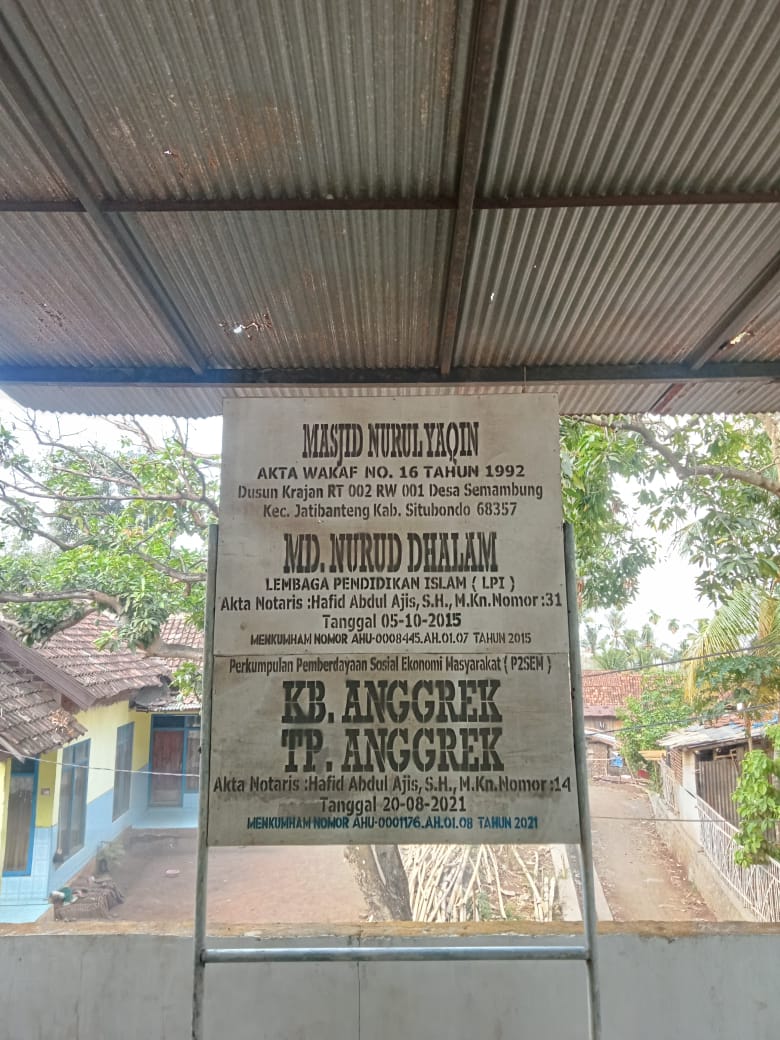 MASJID NURUL YAQIN
AKTA WAKAF NO. 16 TAHUN 1992
Dusun Krajan RT 002 RW 001 Desa Semambung
Kec. Jatibanteng Kab. Situbondo 68357
MD. NURUD DHALAM
LEMBAGA PENDIDIKAN ISLAM ( LPI )
Akta Notaris :Hafid Abdul Ajis, S.H., M.Kn.Nomor :31
Tanggal 05-10-2015
MENKUMHAM NOMOR AHU-0008445.AH.01.07 TAHUN 2015
Perkumpulan Pemberdayaan Sosial Ekonomi Masyarakat ( P2SEM )
KB. ANGGREK
TP. ANGGREK
Akta Notaris :Hafid Abdul Ajis, S.H., M.Kn.Nomor :14
Tanggal 20-08-2021
MENKUMHAM NOMOR AHU-0001176.AH.01.08 TAHUN 2021